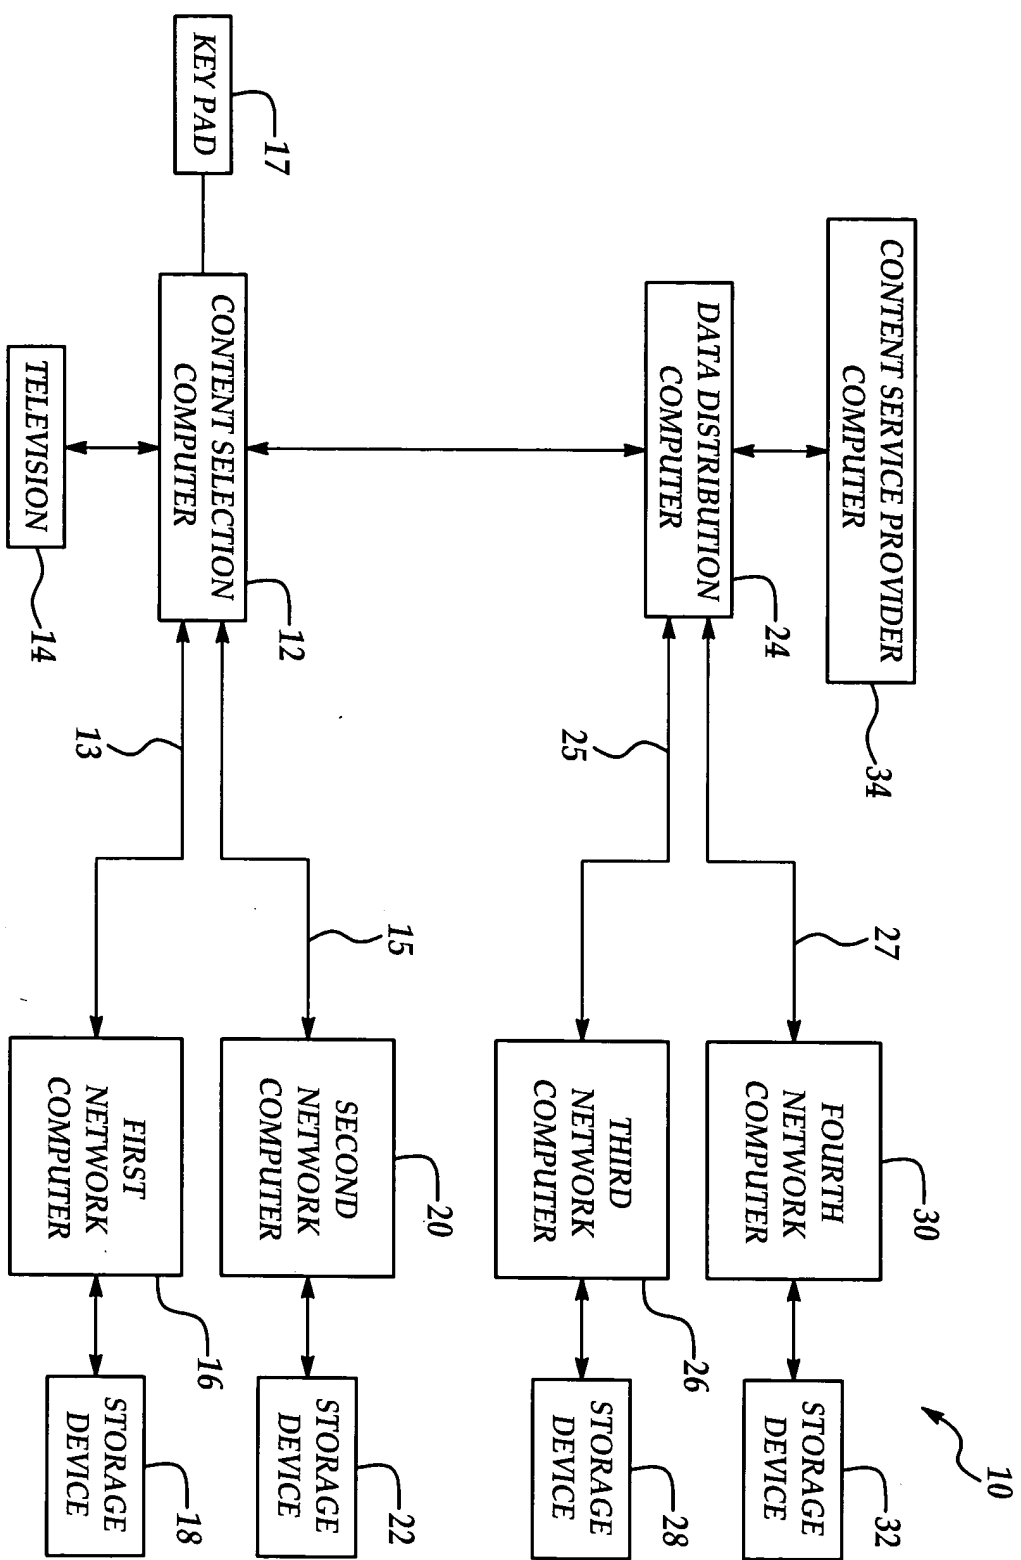 10
CONTENT SERVICE PROVIDER
COMPUTER
34
27
FOURTH
NETWORK
COMPUTER
30
STORAGE
DEVICE
32
DATA DISTRIBUTION
COMPUTER
24
25
THIRD
NETWORK
COMPUTER
26
STORAGE
DEVICE
28
15
SECOND
NETWORK
COMPUTER
20
STORAGE
DEVICE
22
KEY PAD
17
CONTENT SELECTION
COMPUTER
12
13
FIRST
NETWORK
COMPUTER
16
STORAGE
DEVICE
18
TELEVISION
14